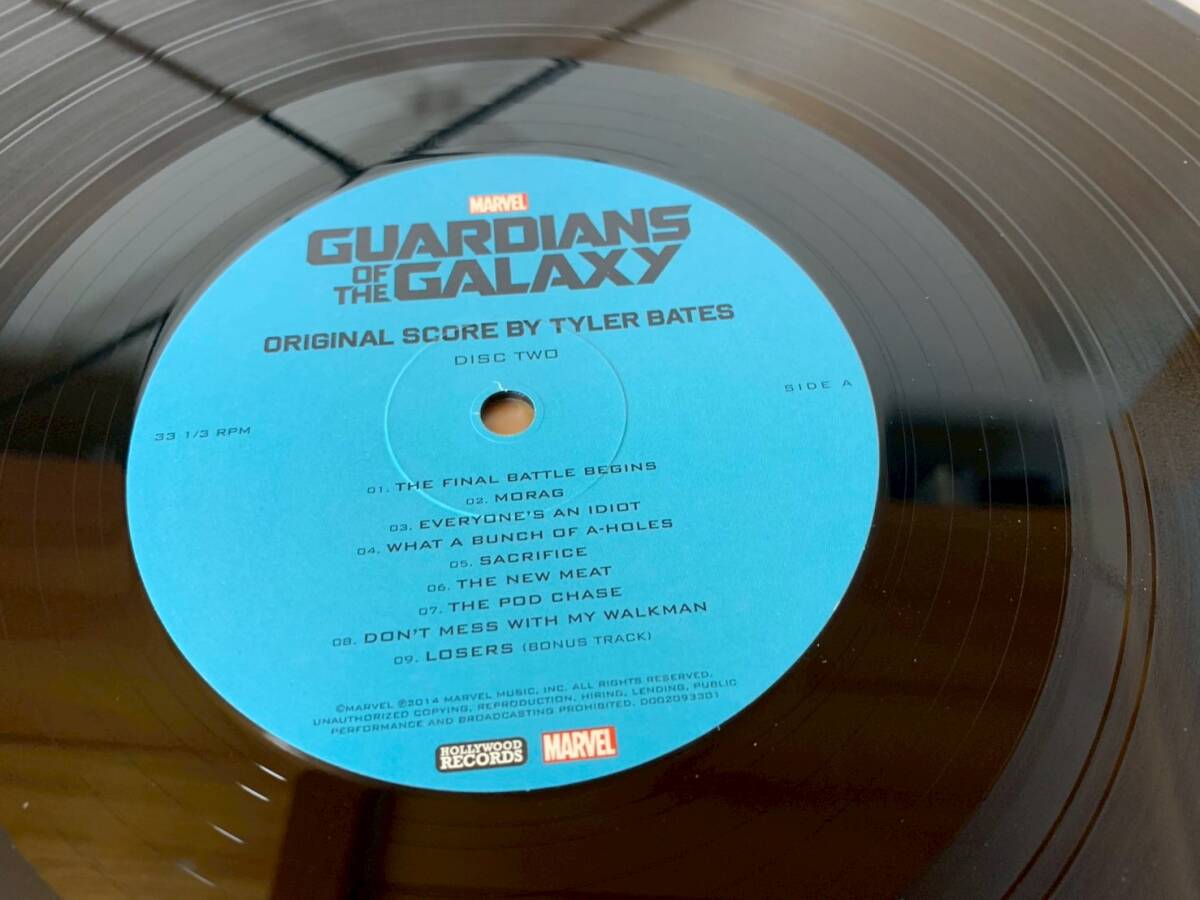 MARVEL
GUARDIANS
OF THE GALAXY
ORIGINAL SCORE BY TYLER BATES
DISC TWO
SIDE A
33 1/3 RPM
01. THE FINAL BATTLE BEGINS
02. MORAG
03. EVERYONE'S AN IDIOT
04. WHAT A BUNCH OF A-HOLES
05. SACRIFICE
06. THE NEW MEAT
07. THE POD CHASE
08. DON'T MESS WITH MY WALKMAN
09. LOSERS (BONUS TRACK)
©MARVEL ℗2014 MARVEL MUSIC, INC. ALL RIGHTS RESERVED.
UNAUTHORIZED COPYING, REPRODUCTION, HIRING, LENDING, PUBLIC
PERFORMANCE AND BROADCASTING PROHIBITED. D002093301
HOLLYWOOD
RECORDS
MARVEL